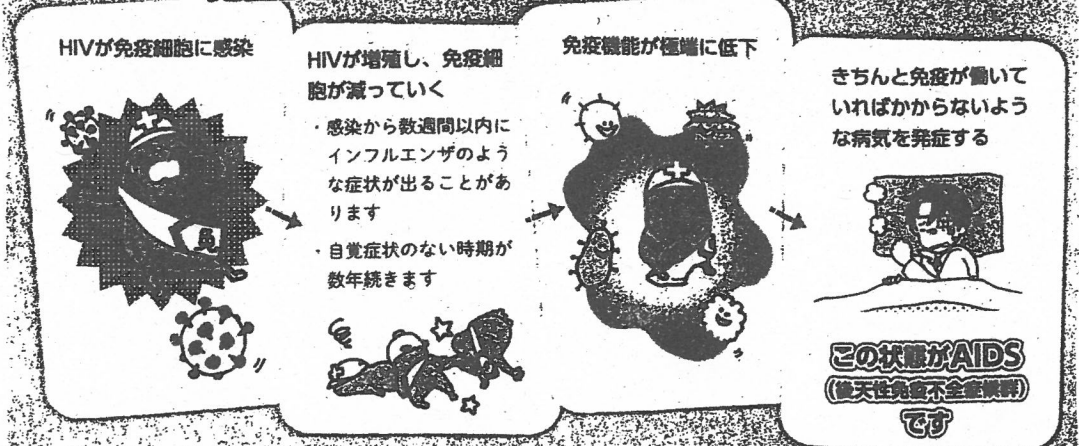 HIVが免疫細胞に感染
HIVが増殖し、免疫細
胞が減っていく
・感染から数週間以内に
インフルエンザのよう
な症状が出ることがあ
ります
・自覚症状のない時期が
数年続きます
免疫機能が極端に低下
きちんと免疫が働いて
いればかからないよう
な病気を発症する
この状態がAIDS
(後天性免疫不全症候群)
です